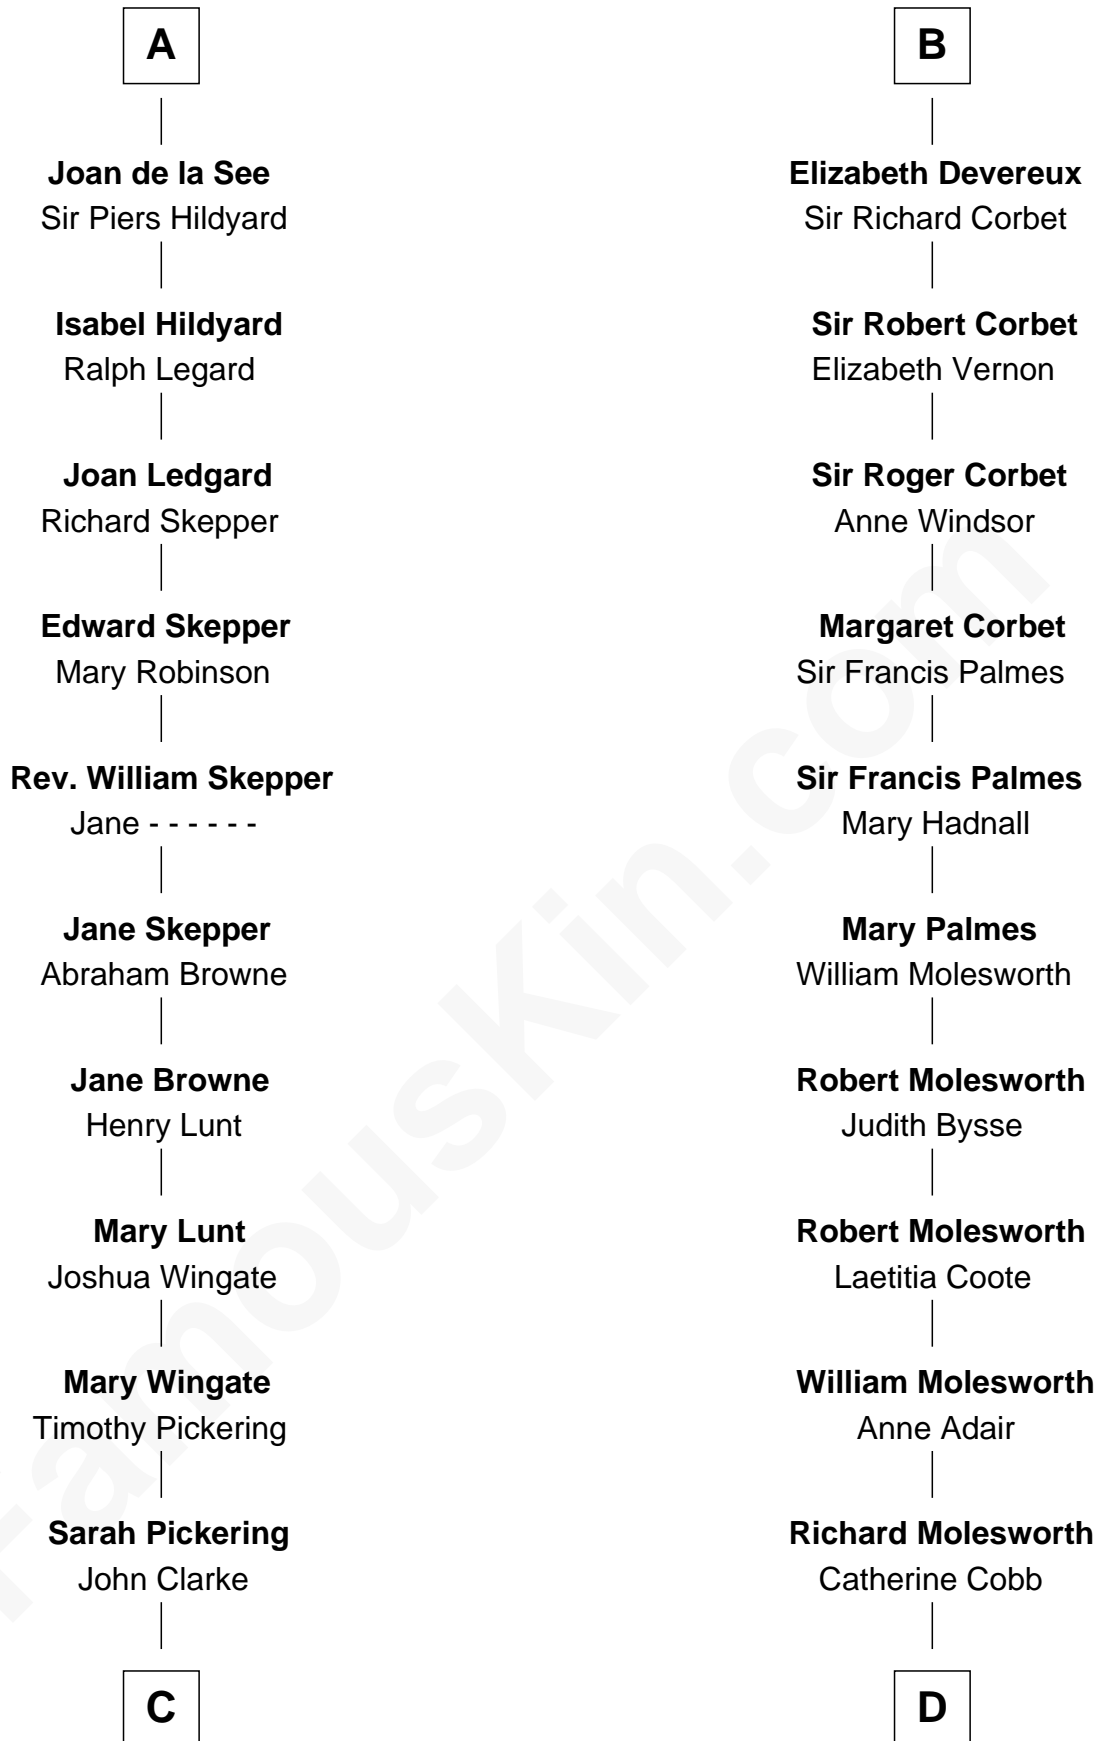 A
Joan de la See
Sir Piers Hildyard
Isabel Hildyard
Ralph Legard
Joan Ledgard
Richard Skepper
Edward Skepper
Mary Robinson
Rev. William Skepper
Jane - - - - - -
Jane Skepper
Abraham Browne
Jane Browne
Henry Lunt
Mary Lunt
Joshua Wingate
Mary Wingate
Timothy Pickering
Sarah Pickering
John Clarke
C
B
Elizabeth Devereux
Sir Richard Corbet
Sir Robert Corbet
Elizabeth Vernon
Sir Roger Corbet
Anne Windsor
Margaret Corbet
Sir Francis Palmes
Sir Francis Palmes
Mary Hadnall
Mary Palmes
William Molesworth
Robert Molesworth
Judith Bysse
Robert Molesworth
Laetitia Coote
William Molesworth
Anne Adair
Richard Molesworth
Catherine Cobb
D
FamousKin.com